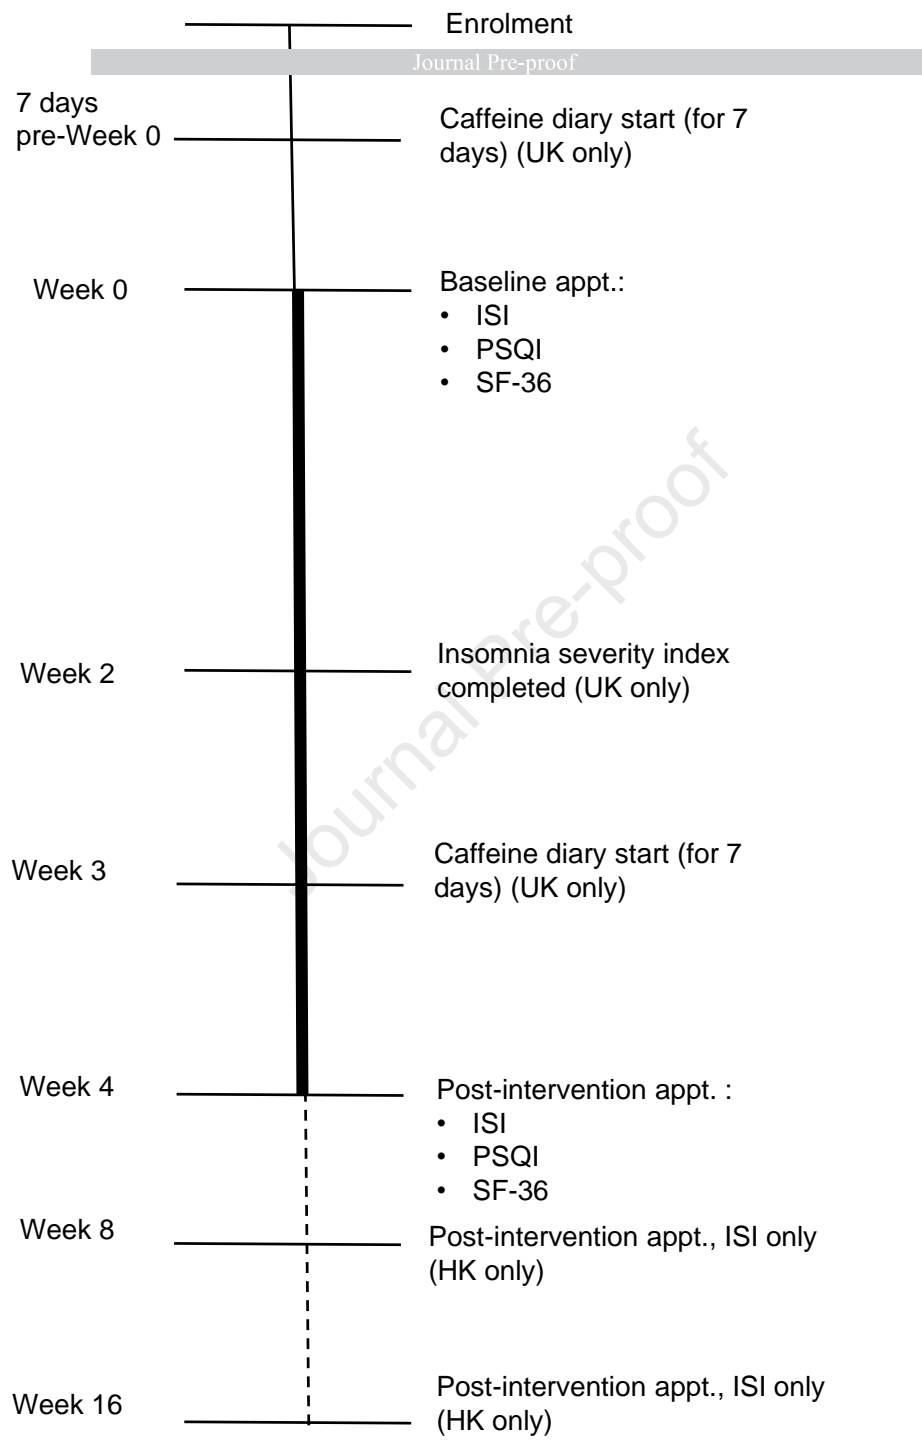 Enrolment
Journal Pre-proof
7 days
pre-Week 0
Caffeine diary start (for 7
days) (UK only)
Week 0
Baseline appt.:
• ISI
• PSQI
• SF-36
Journal Pre-proof
Week 2
Insomnia severity index
completed (UK only)
Week 3
Caffeine diary start (for 7
days) (UK only)
Week 4
Post-intervention appt. :
• ISI
• PSQI
• SF-36
Week 8
Post-intervention appt., ISI only
(HK only)
Week 16
Post-intervention appt., ISI only
(HK only)